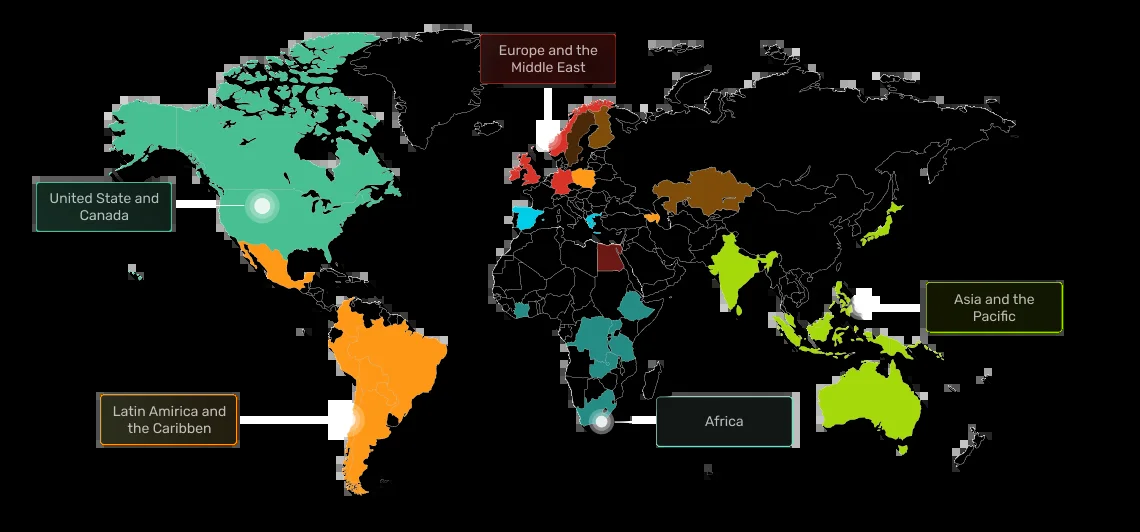 Europe and the
Middle East
United State and
Canada
Asia and the
Pacific
Latin Amirica and
the Caribben
Africa